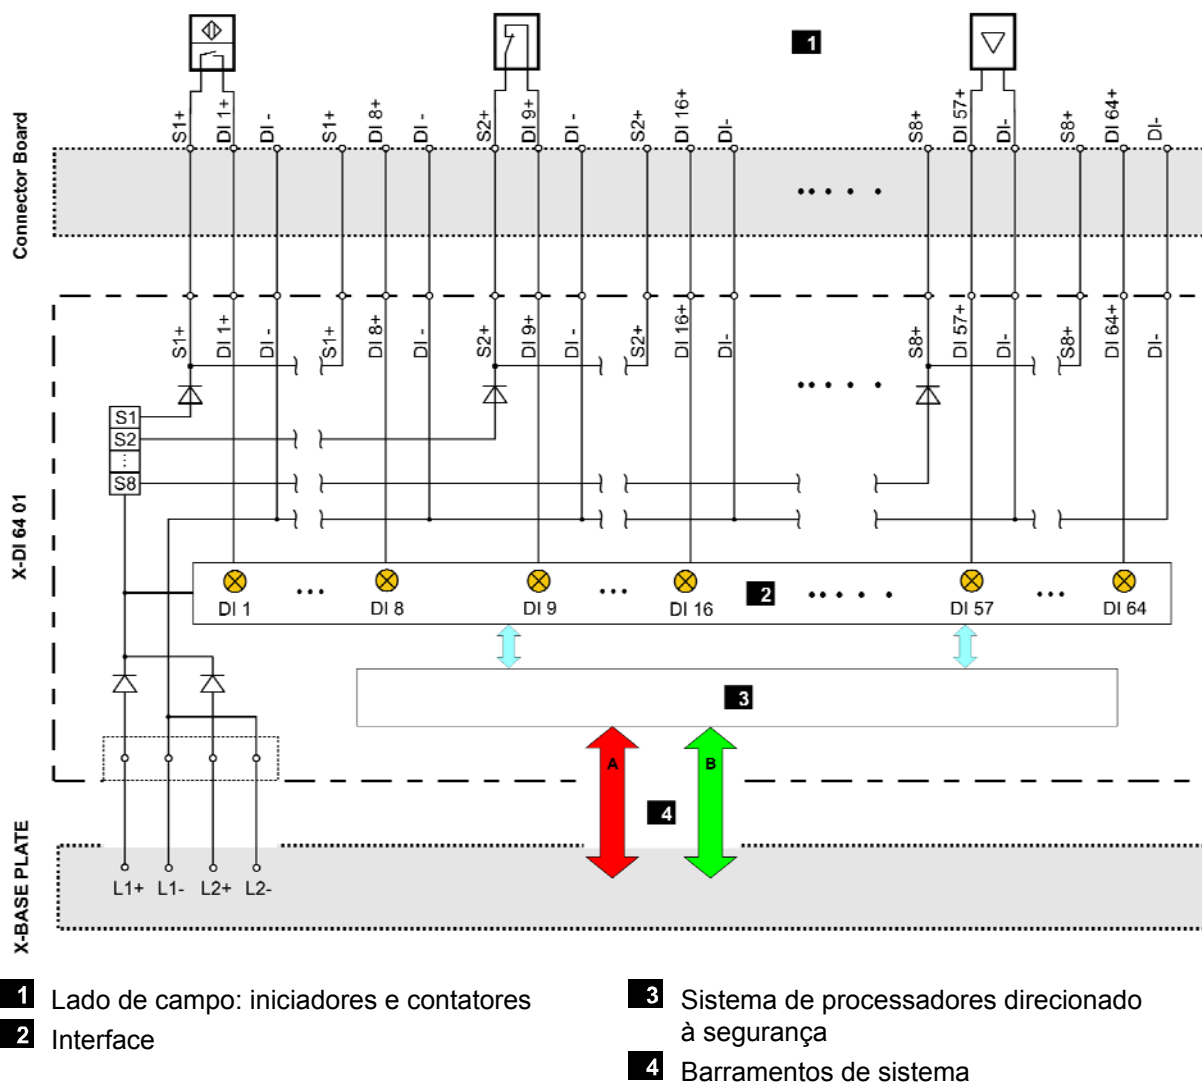 1
Connector Board
S1+ DI 1+ DI - S1+ DI 8+ DI - S2+ DI 9+ DI - S2+ DI 16+ DI- S8+ DI 57+ DI- S8+ DI 64+ DI-
X-DI 64 01
S1+ DI 1+ DI - S1+ DI 8+ DI - S2+ DI 9+ DI - S2+ DI 16+ DI- S8+ DI 57+ DI- S8+ DI 64+ DI-
S1
S2
S8
DI 1 DI 8 DI 9 DI 16 2 DI 57 DI 64
3
A B
4
X-BASE PLATE
L1+ L1- L2+ L2-
1 Lado de campo: iniciadores e contatores
2 Interface
3 Sistema de processadores direcionado
à segurança
4 Barramentos de sistema